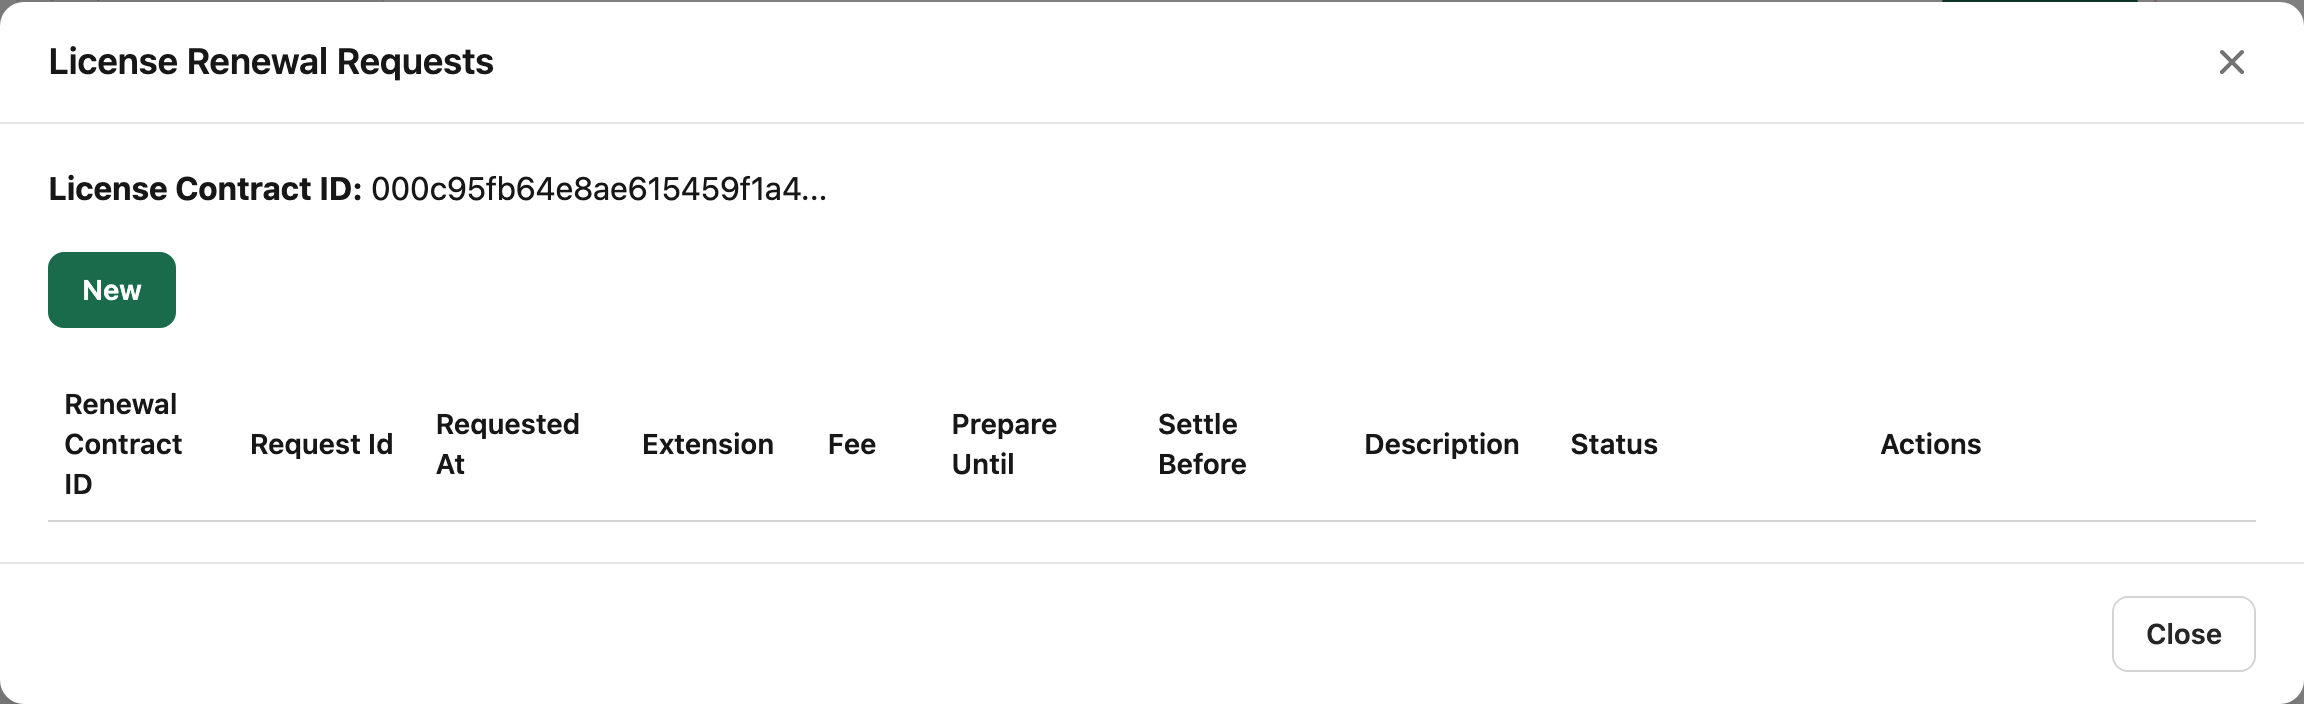 License Renewal Requests
License Contract ID: 000c95fb64e8ae615459f1a4...
New
Renewal
Contract
ID
Request Id
Requested
At
Extension
Fee
Prepare
Until
Settle
Before
Description
Status
Actions
Close